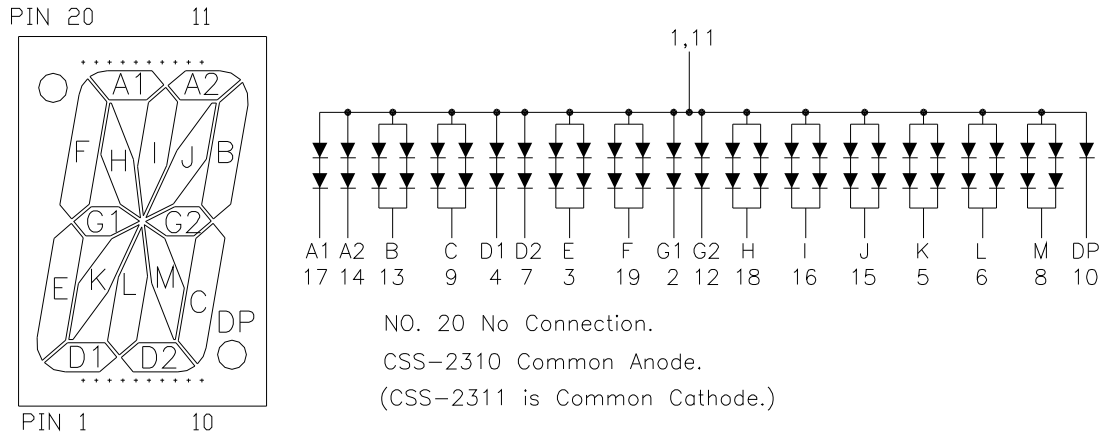 PIN 20 11
A1 A2
F H I J B
G1 G2
E K L M C
DP
D1 D2
PIN 1 10
1,11
A1 A2 B C D1 D2 E F G1 G2 H I J K L M DP
17 14 13 9 4 7 3 19 2 12 18 16 15 5 6 8 10
NO. 20 No Connection.
CSS-2310 Common Anode.
(CSS-2311 is Common Cathode.)